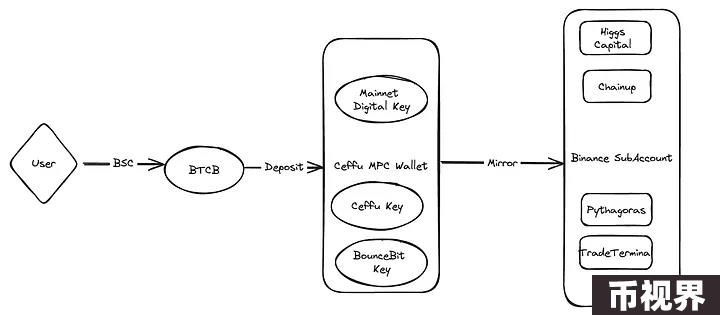 User
BSC
BTCB
Deposit
Mainnet
Digital Key
Ceffu MPC Wallet
Ceffu Key
BounceBit
Key
Mirror
Higgs
Capital
Chainup
Binance SubAccount
Pythagoras
TradeTermina
币视界